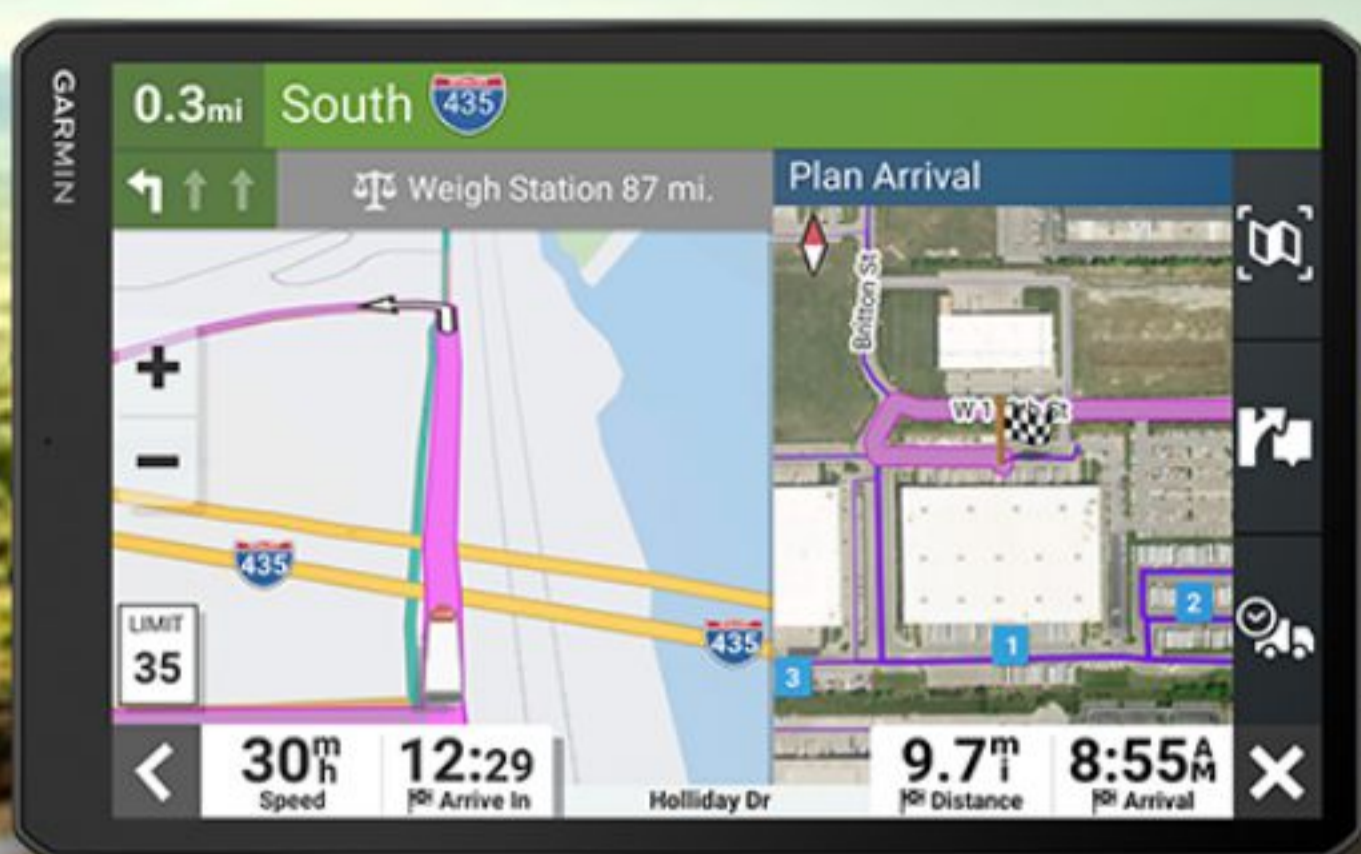 GARMIN
0.3mi South 435
Weigh Station 87 mi.
Plan Arrival
Britton St
435
435
LIMIT
35
1
2
3
30mh
Speed
12:29
Arrive In
Holliday Dr
9.7mi
Distance
8:55AM
Arrival